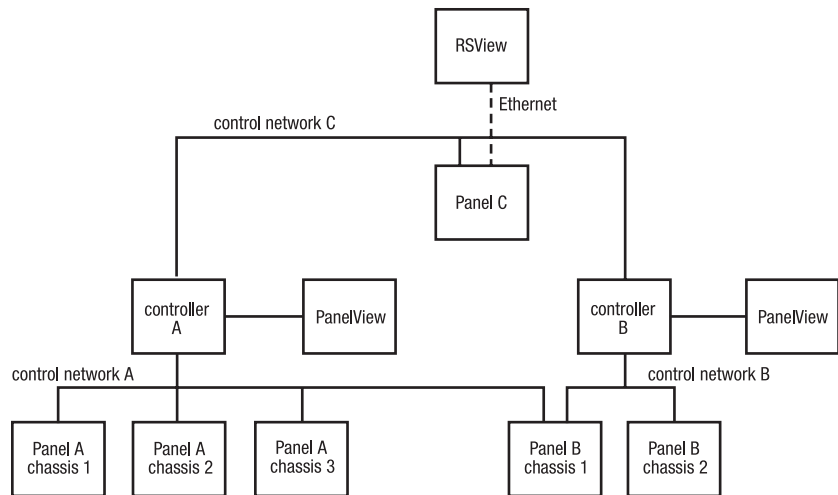 RSView
Ethernet
control network C
Panel C
controller
A
PanelView
controller
B
PanelView
control network A
control network B
Panel A
chassis 1
Panel A
chassis 2
Panel A
chassis 3
Panel B
chassis 1
Panel B
chassis 2